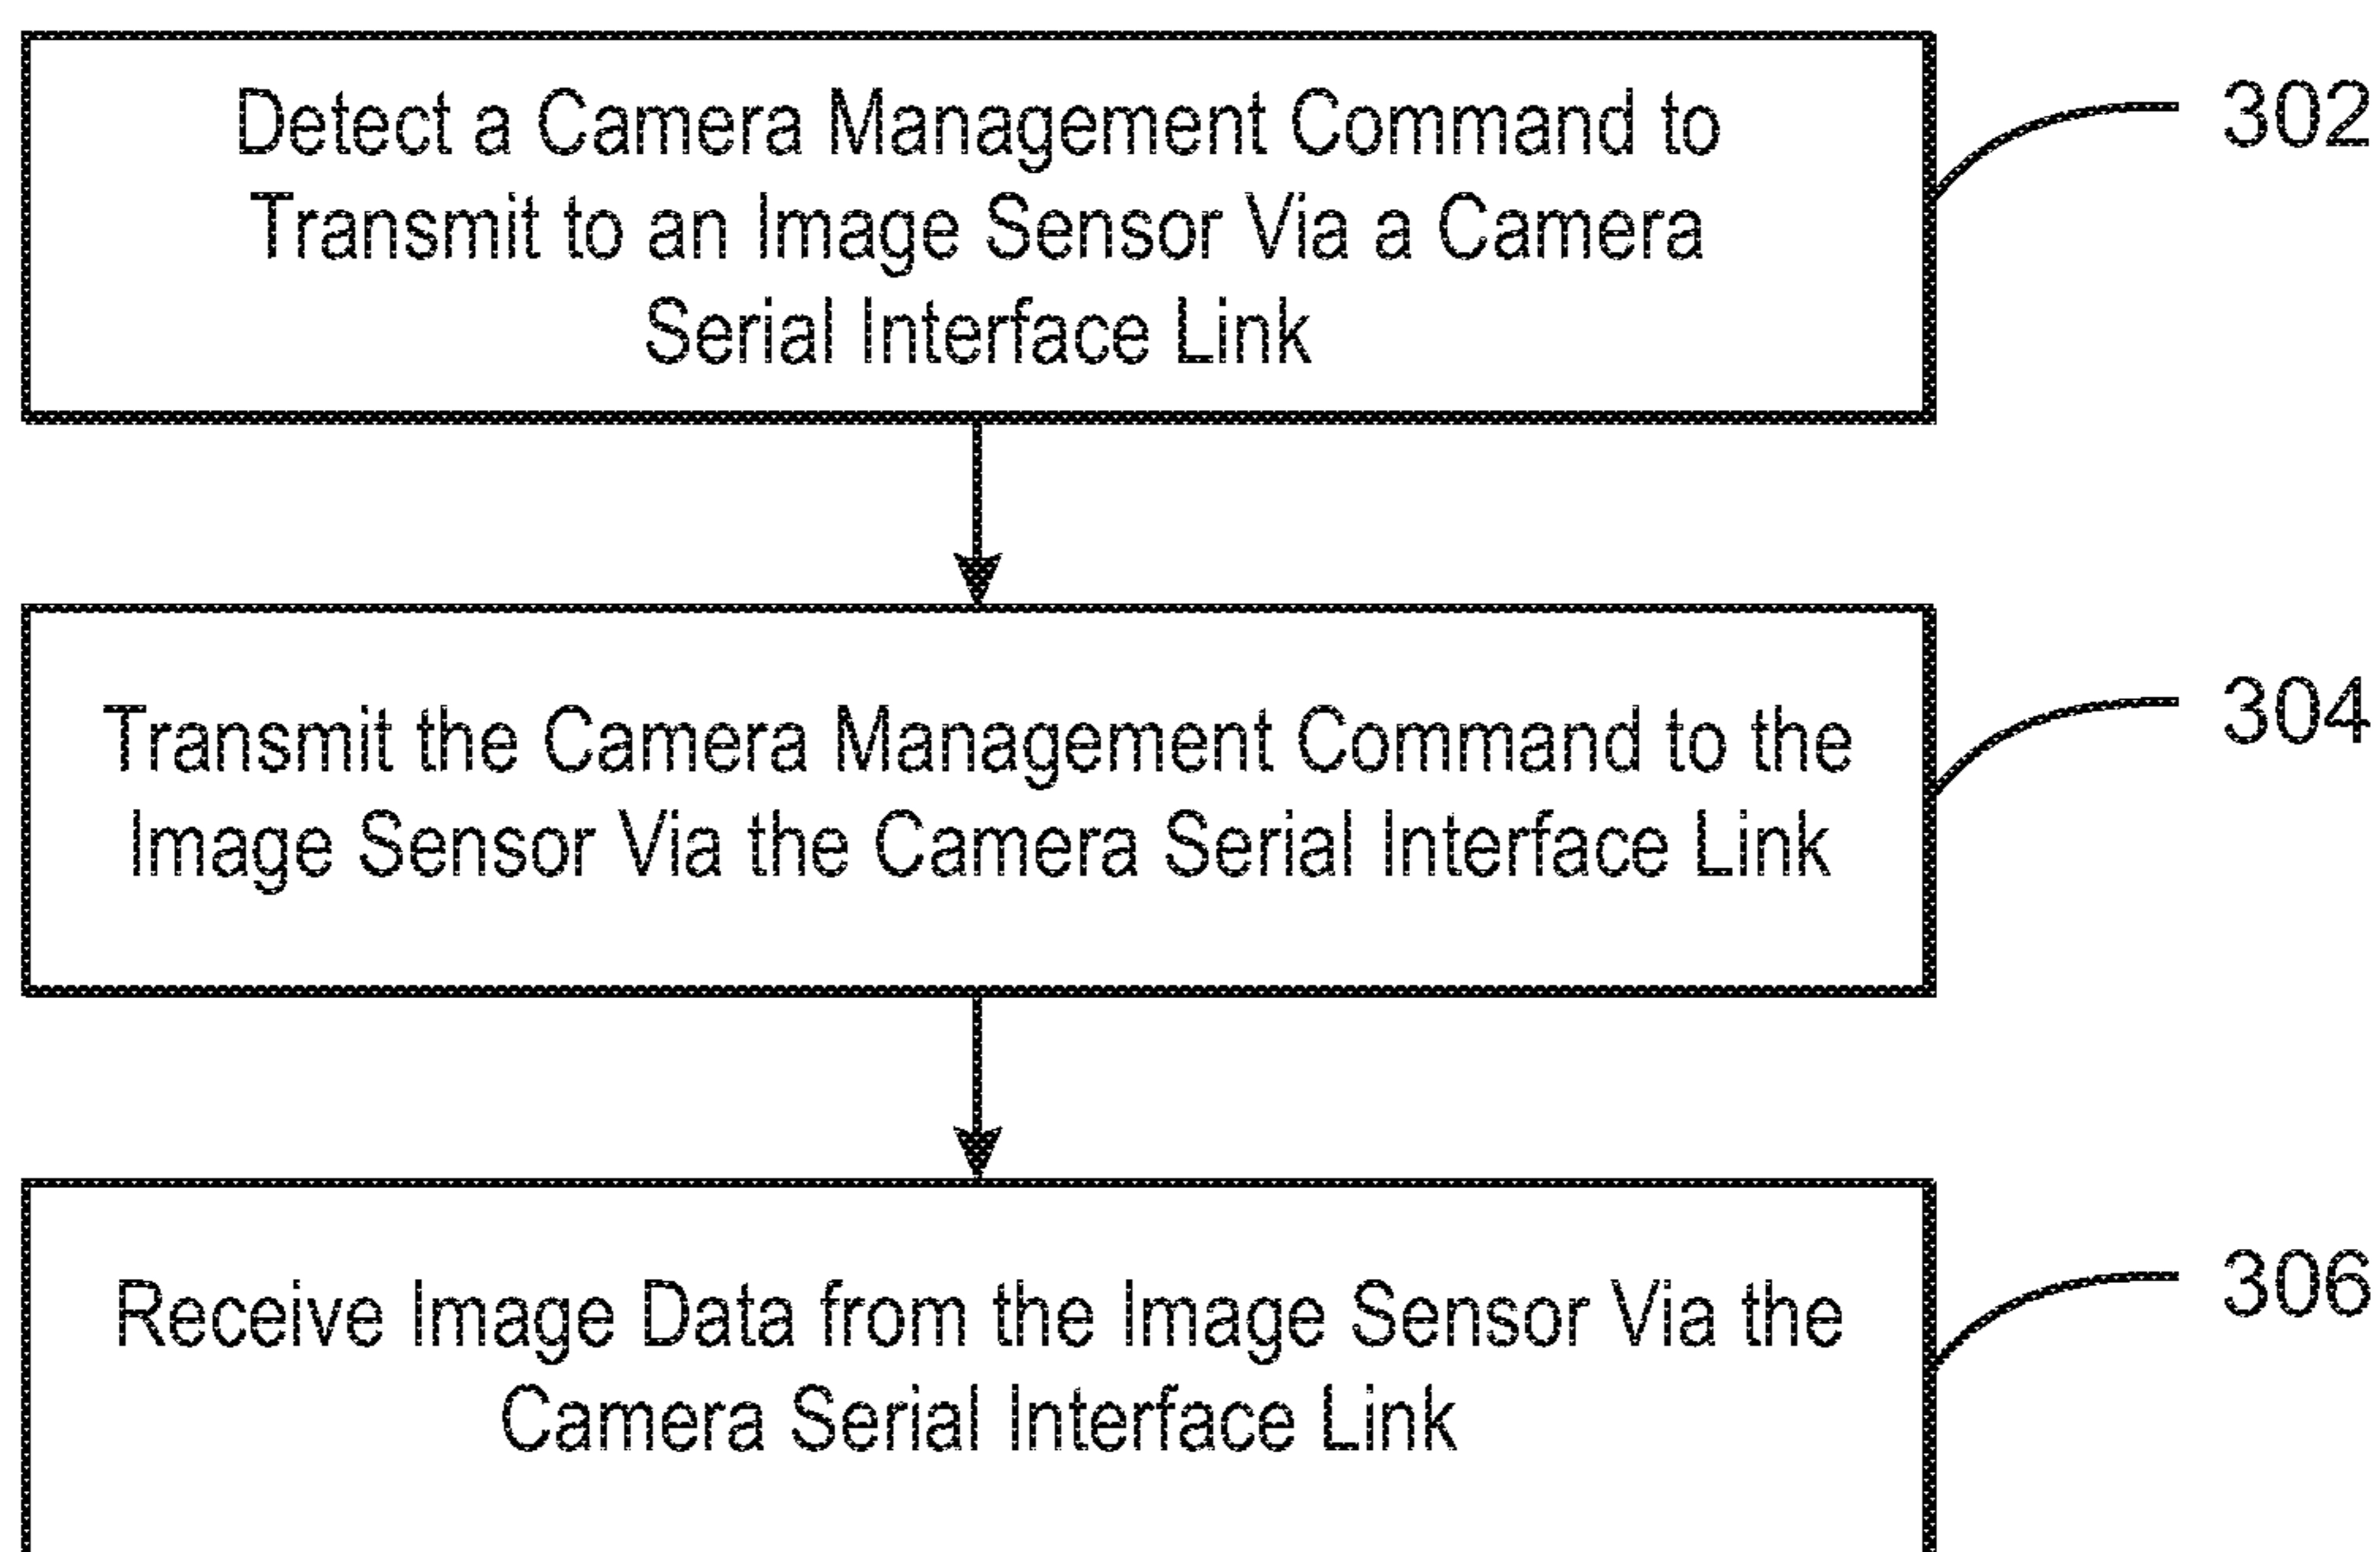 Detect a Camera Management Command to
Transmit to an Image Sensor Via a Camera
Serial Interface Link
302
Transmit the Camera Management Command to the
Image Sensor Via the Camera Serial Interface Link
304
Receive Image Data from the Image Sensor Via the
Camera Serial Interface Link
306